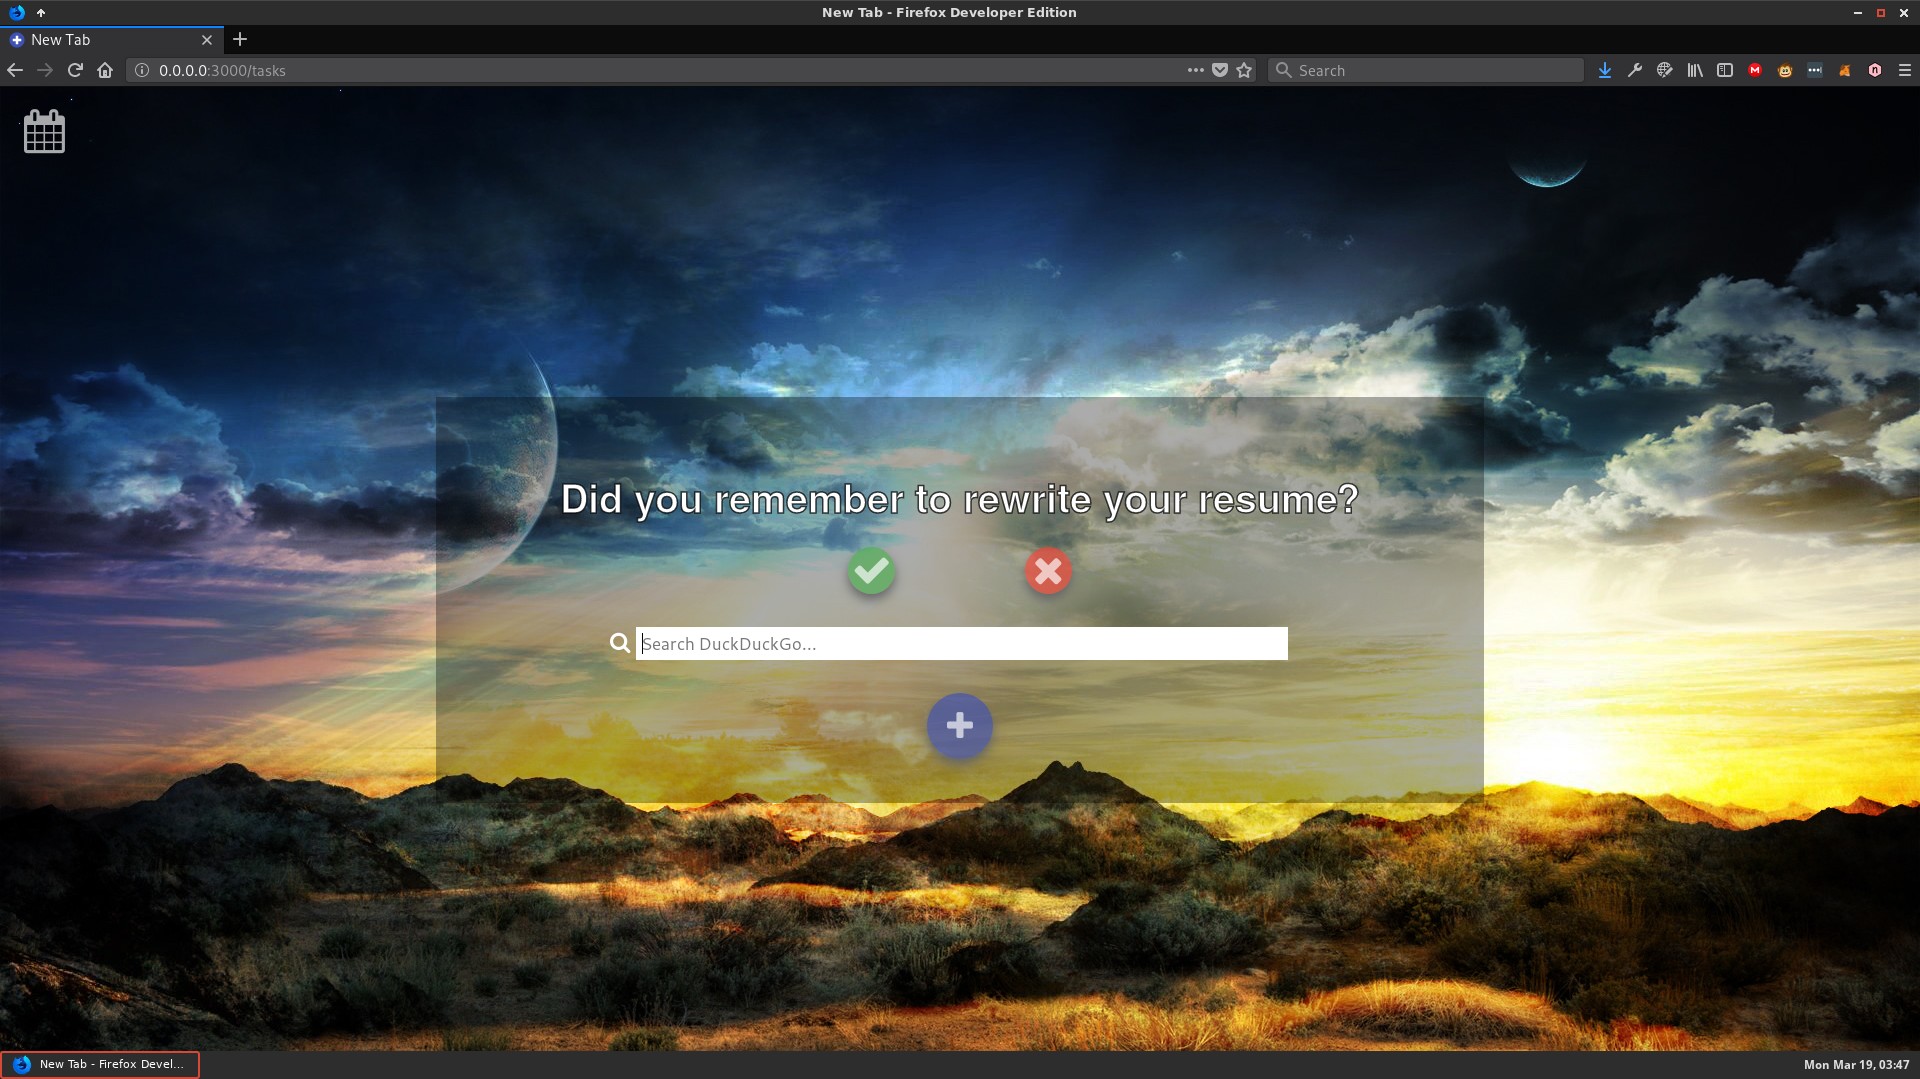 New Tab - Firefox Developer Edition
New Tab
0.0.0.0:3000/tasks
Search
Did you remember to rewrite your resume?
Search DuckDuckGo...
New Tab - Firefox Devel...
Mon Mar 19, 03:47